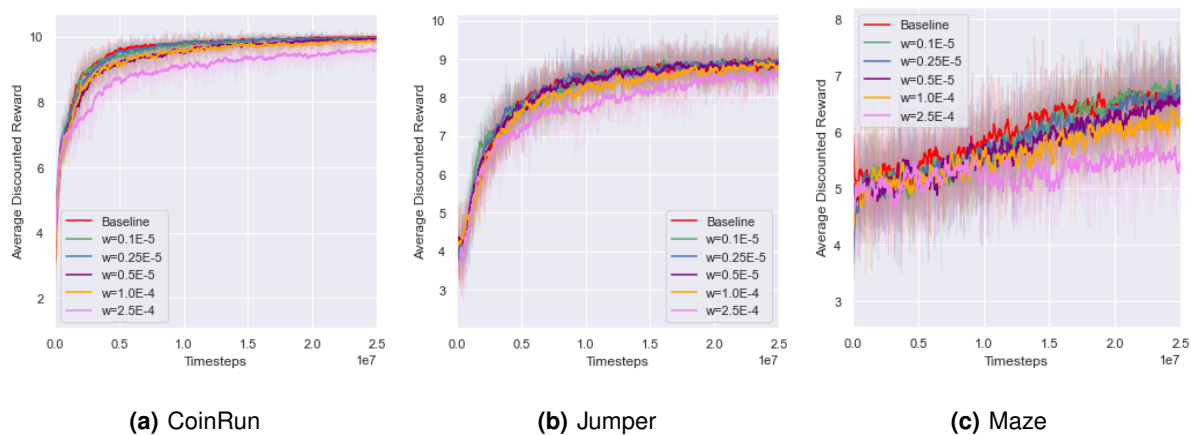 Average Discounted Reward
10
8
6
4
2
Baseline
w=0.1E-5
w=0.25E-5
w=0.5E-5
w=1.0E-4
w=2.5E-4
0.0
0.5
1.0
1.5
2.0
2.5
1e7
Timesteps
(a) CoinRun
Average Discounted Reward
10
9
8
7
6
5
4
3
Baseline
w=0.1E-5
w=0.25E-5
w=0.5E-5
w=1.0E-4
w=2.5E-4
0.0
0.5
1.0
1.5
2.0
2.5
1e7
Timesteps
(b) Jumper
Average Discounted Reward
8
7
6
5
4
3
Baseline
w=0.1E-5
w=0.25E-5
w=0.5E-5
w=1.0E-4
w=2.5E-4
0.0
0.5
1.0
1.5
2.0
2.5
1e7
Timesteps
(c) Maze